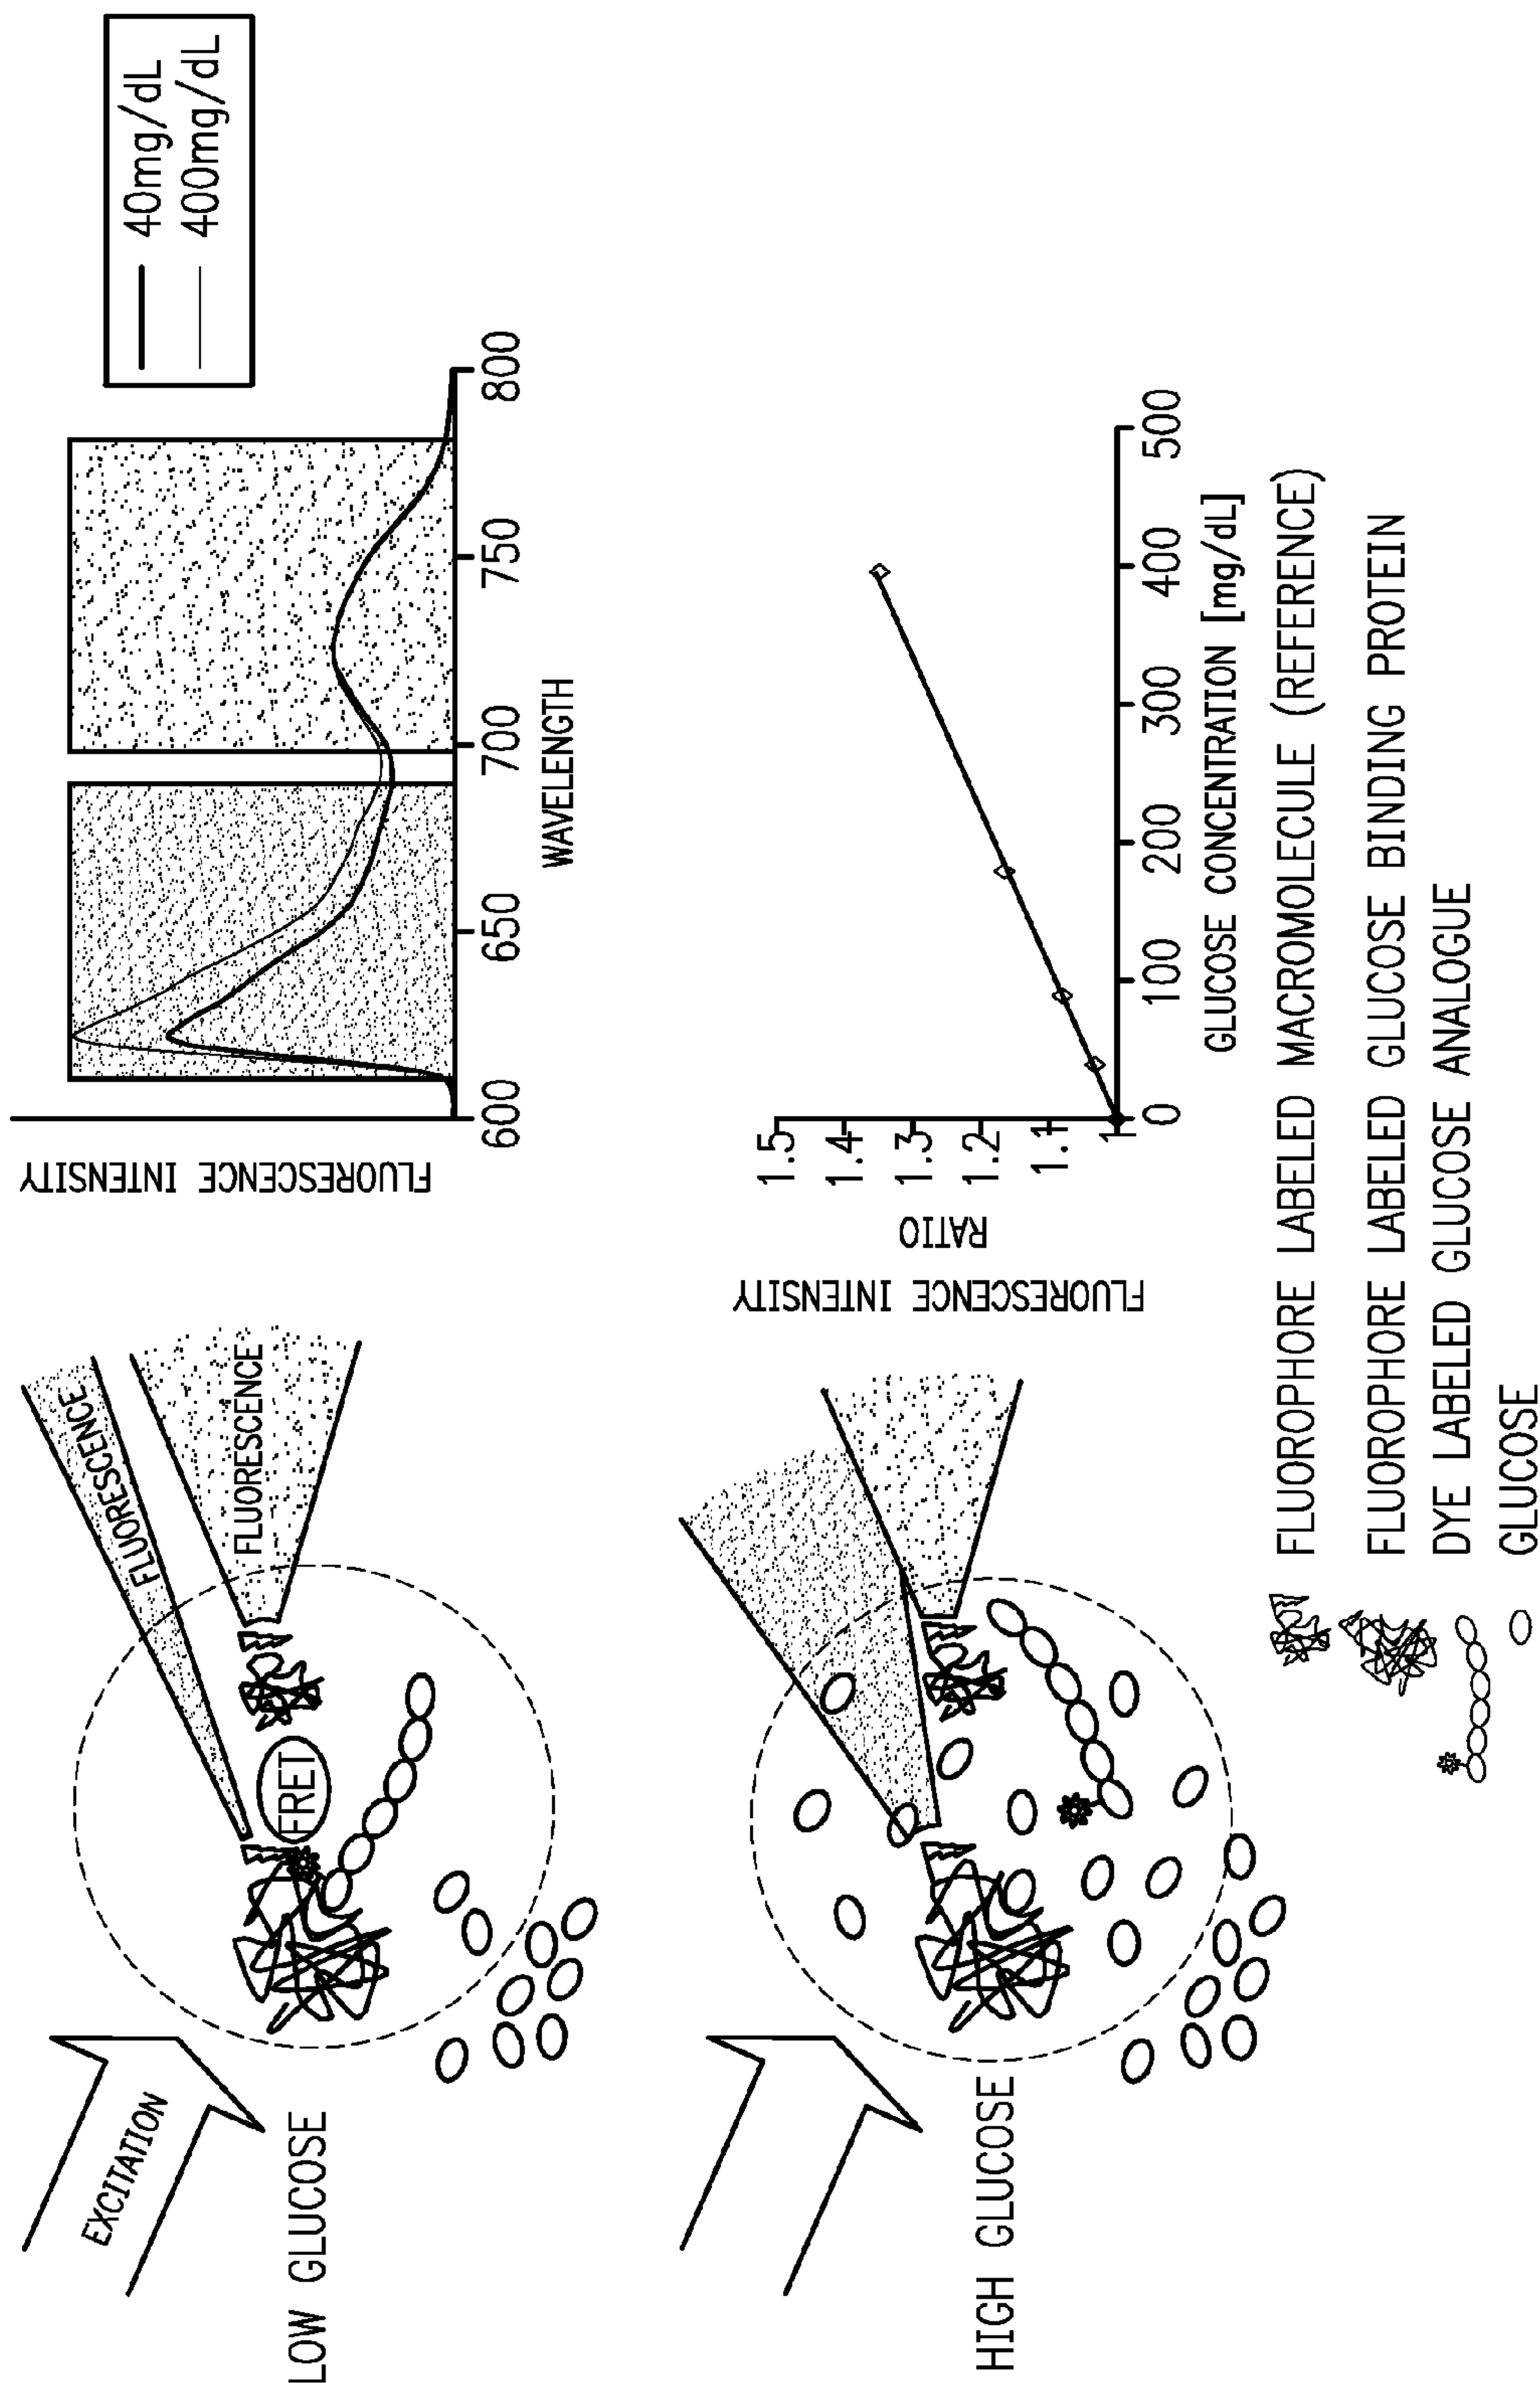 EXCITATION
LOW GLUCOSE
FRET
FLUORESCENCE
FLUORESCENCE
FLUORESCENCE INTENSITY
600
650
700
750
800
WAVELENGTH
40mg/dL
400mg/dL
HIGH GLUCOSE
FLUORESCENCE INTENSITY
RATIO
1.5
1.4
1.3
1.2
1.1
1
0
100
200
300
400
500
GLUCOSE CONCENTRATION [mg/dL]
FLUOROPHORE LABELED MACROMOLECULE (REFERENCE)
FLUOROPHORE LABELED GLUCOSE BINDING PROTEIN
DYE LABELED GLUCOSE ANALOGUE
GLUCOSE